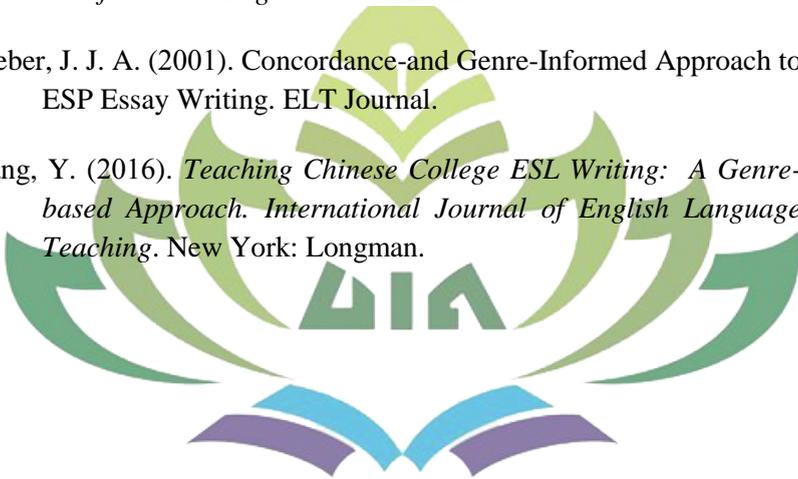 eber, J. J. A. (2001). Concordance-and Genre-Informed Approach to
ESP Essay Writing. ELT Journal.
ng, Y. (2016). Teaching Chinese College ESL Writing: A Genre-
based Approach. International Journal of English Language
Teaching. New York: Longman.
UIN